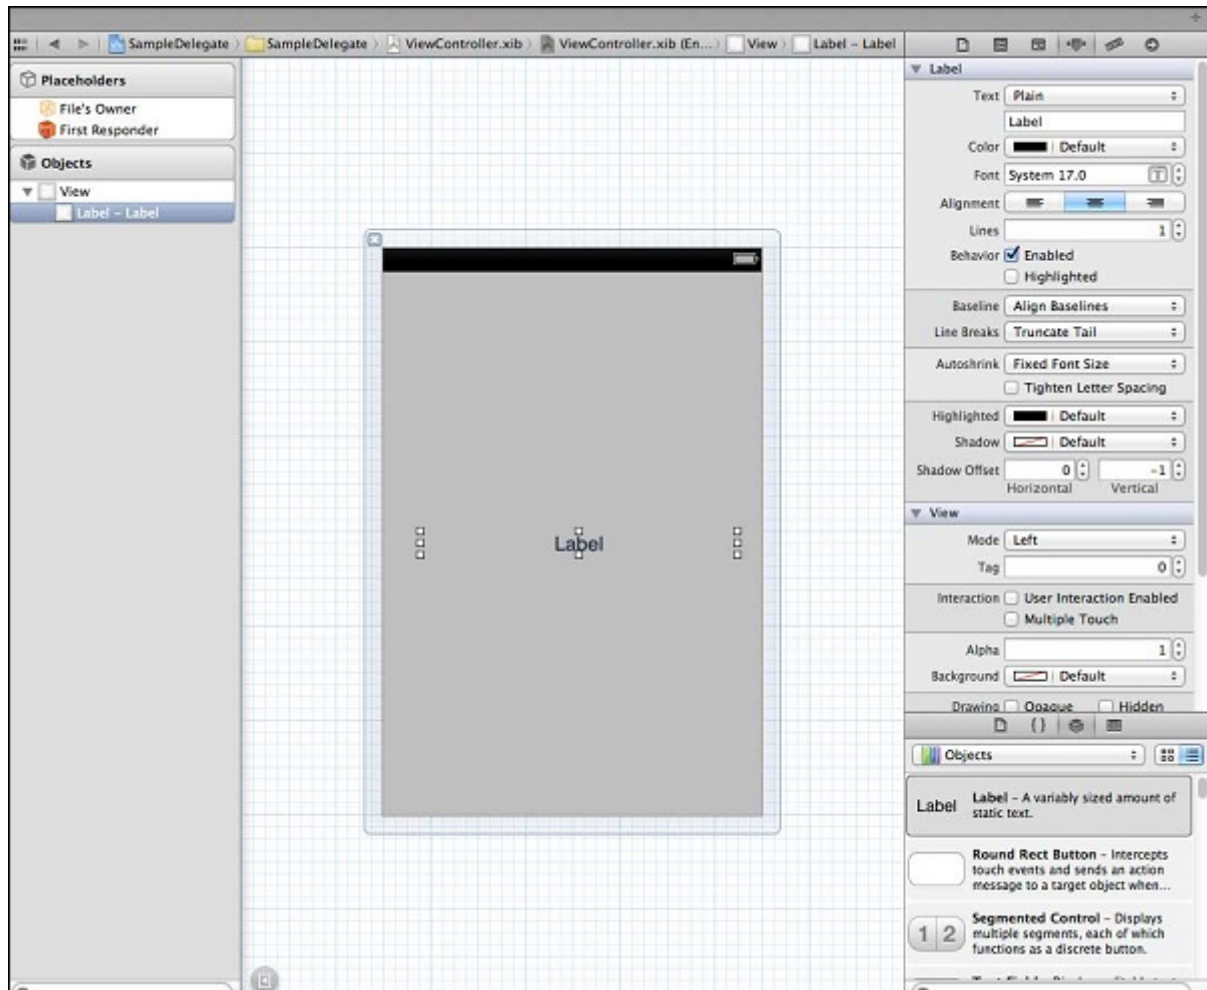 SampleDelegate SampleDelegate ViewController.xib ViewController.xib (En...) View Label – Label
Placeholders
File's Owner
First Responder
Objects
View
Label – Label
Label
Label
Text Plain
Label
Color Default
Font System 17.0 T
Alignment
Lines 1
Behavior Enabled
Highlighted
Baseline Align Baselines
Line Breaks Truncate Tail
Autoshrink Fixed Font Size
Tighten Letter Spacing
Highlighted Default
Shadow Default
Shadow Offset 0 -1
Horizontal Vertical
View
Mode Left
Tag 0
Interaction User Interaction Enabled
Multiple Touch
Alpha 1
Background Default
Drawing Opaque Hidden
{}
Objects
Label Label – A variably sized amount of
static text.
Round Rect Button – Intercepts
touch events and sends an action
message to a target object when...
1 2 Segmented Control – Displays
multiple segments, each of which
functions as a discrete button.